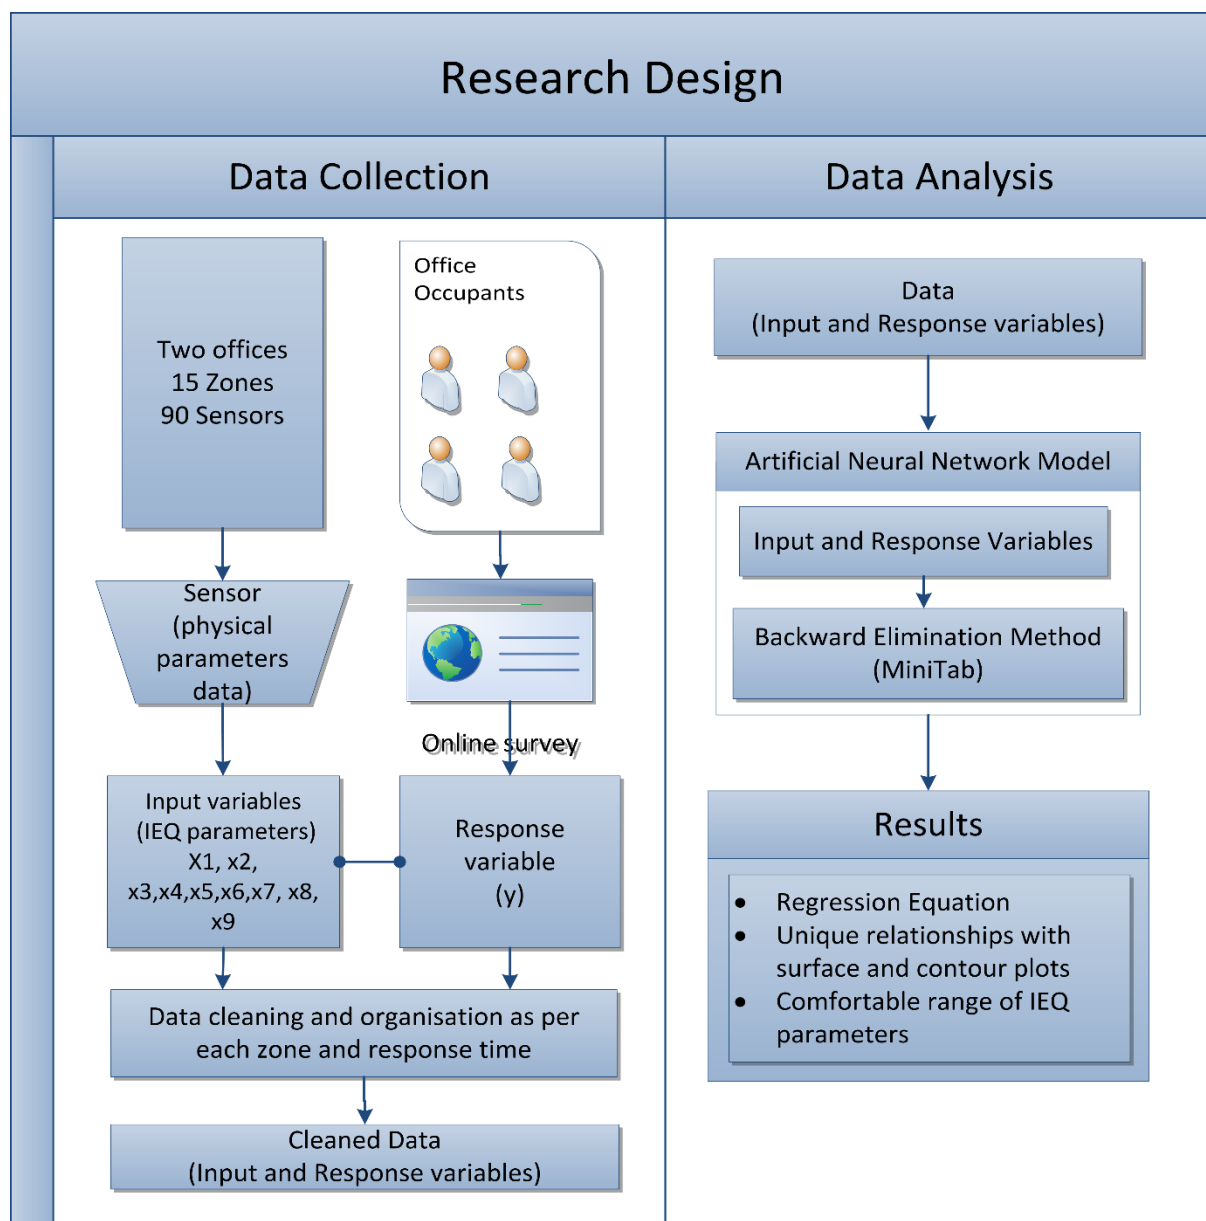 Research Design
Data Collection
Two offices
15 Zones
90 Sensors
Office
Occupants
Sensor
(physical
parameters
data)
Online survey
Input variables
(IEQ parameters)
X1, x2,
x3,x4,x5,x6,x7, x8,
x9
Response
variable
(y)
Data cleaning and organisation as per
each zone and response time
Cleaned Data
(Input and Response variables)
Data Analysis
Data
(Input and Response variables)
Artificial Neural Network Model
Input and Response Variables
Backward Elimination Method
(MiniTab)
Results
• Regression Equation
• Unique relationships with
surface and contour plots
• Comfortable range of IEQ
parameters